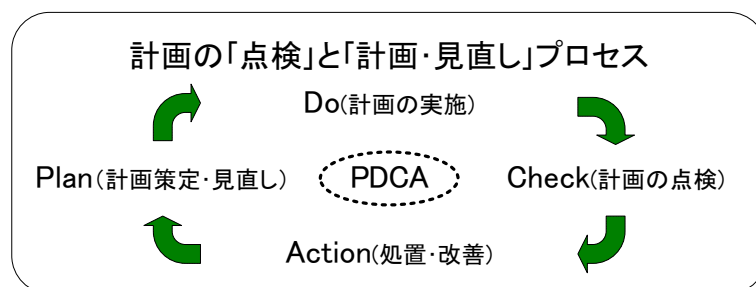 計画の「点検」と「計画・見直し」プロセス
Do(計画の実施)
Plan(計画策定・見直し)
PDCA
Check(計画の点検)
Action(処置・改善)